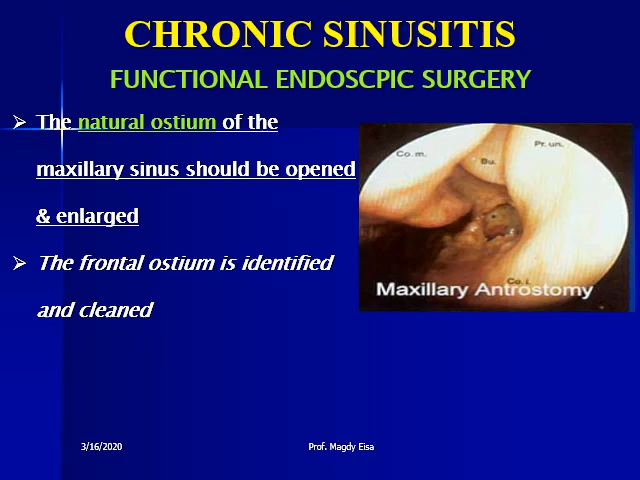 CHRONIC SINUSITIS
FUNCTIONAL ENDOSCPIC SURGERY
➢ The natural ostium of the
maxillary sinus should be opened
& enlarged
➢ The frontal ostium is identified
and cleaned
Co. m.
Bu.
Pr. un.
Co. i.
Maxillary Antrostomy
3/16/2020
Prof. Magdy Eisa